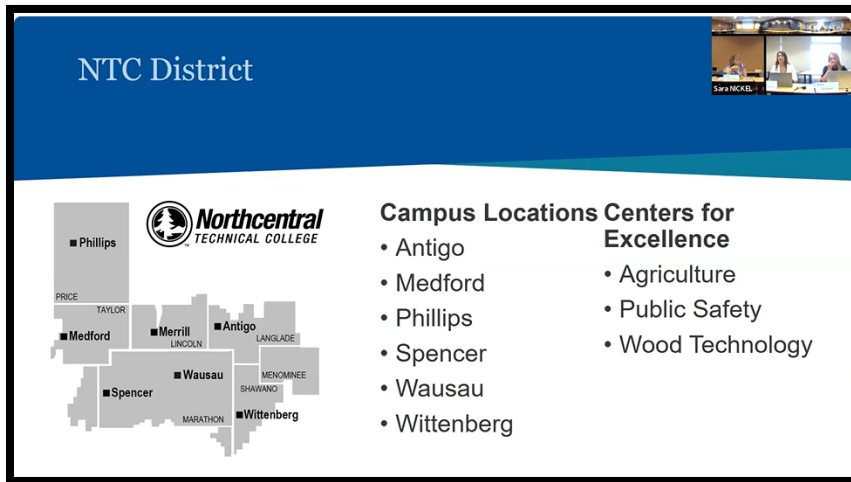 NTC District
Sara NICKEL
Northcentral
TECHNICAL COLLEGE
Phillips
PRICE
TAYLOR
Medford
Merrill
LINCOLN
Antigo
LANGLADE
MENOMINEE
Wausau
SHAWANO
Spencer
MARATHON
Wittenberg
Campus Locations
• Antigo
• Medford
• Phillips
• Spencer
• Wausau
• Wittenberg
Centers for
Excellence
• Agriculture
• Public Safety
• Wood Technology